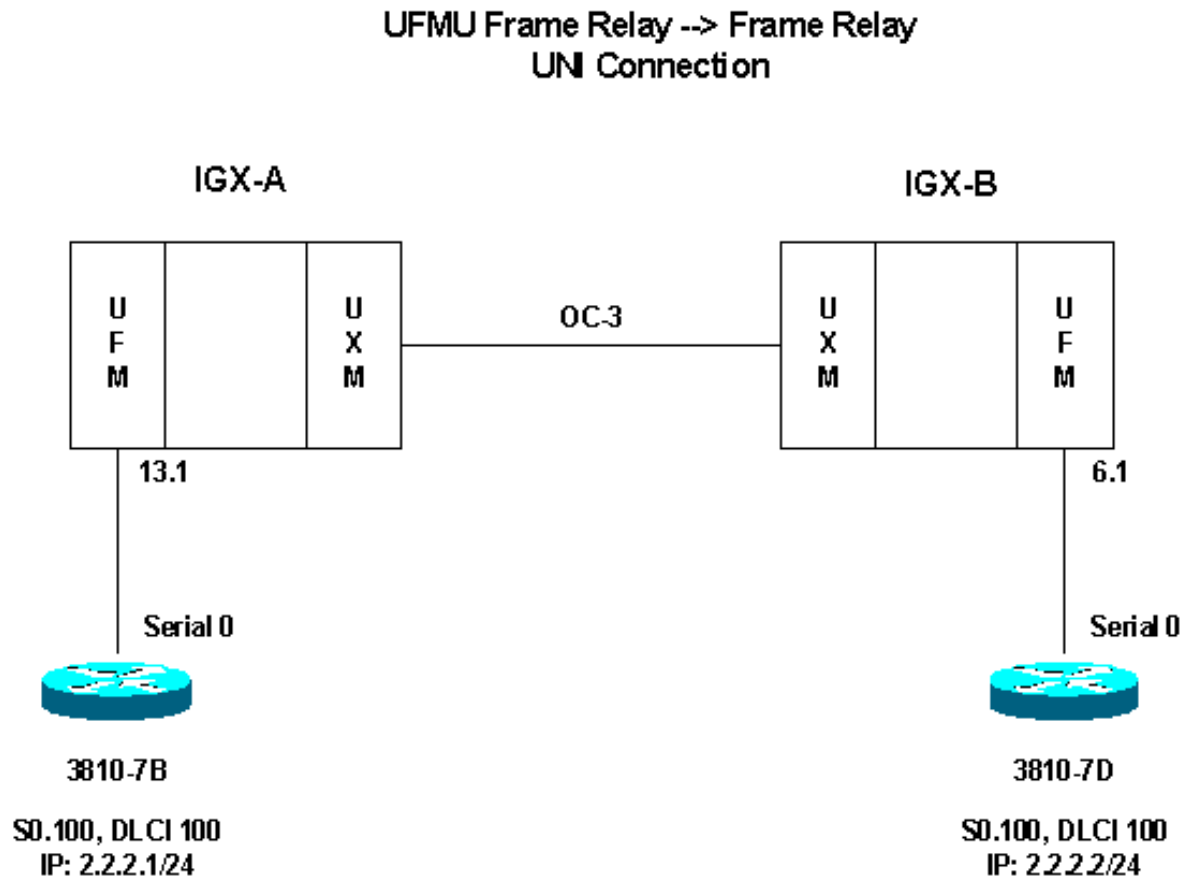 UFMU Frame Relay --> Frame Relay
UNI Connection
IGX-A
IGX-B
U
F
M
U
X
M
OC-3
U
X
M
U
F
M
13.1
6.1
Serial 0
Serial 0
3810-7B
3810-7D
S0.100, DLCI 100
IP: 2.2.2.1/24
S0.100, DLCI 100
IP: 2.2.2.2/24